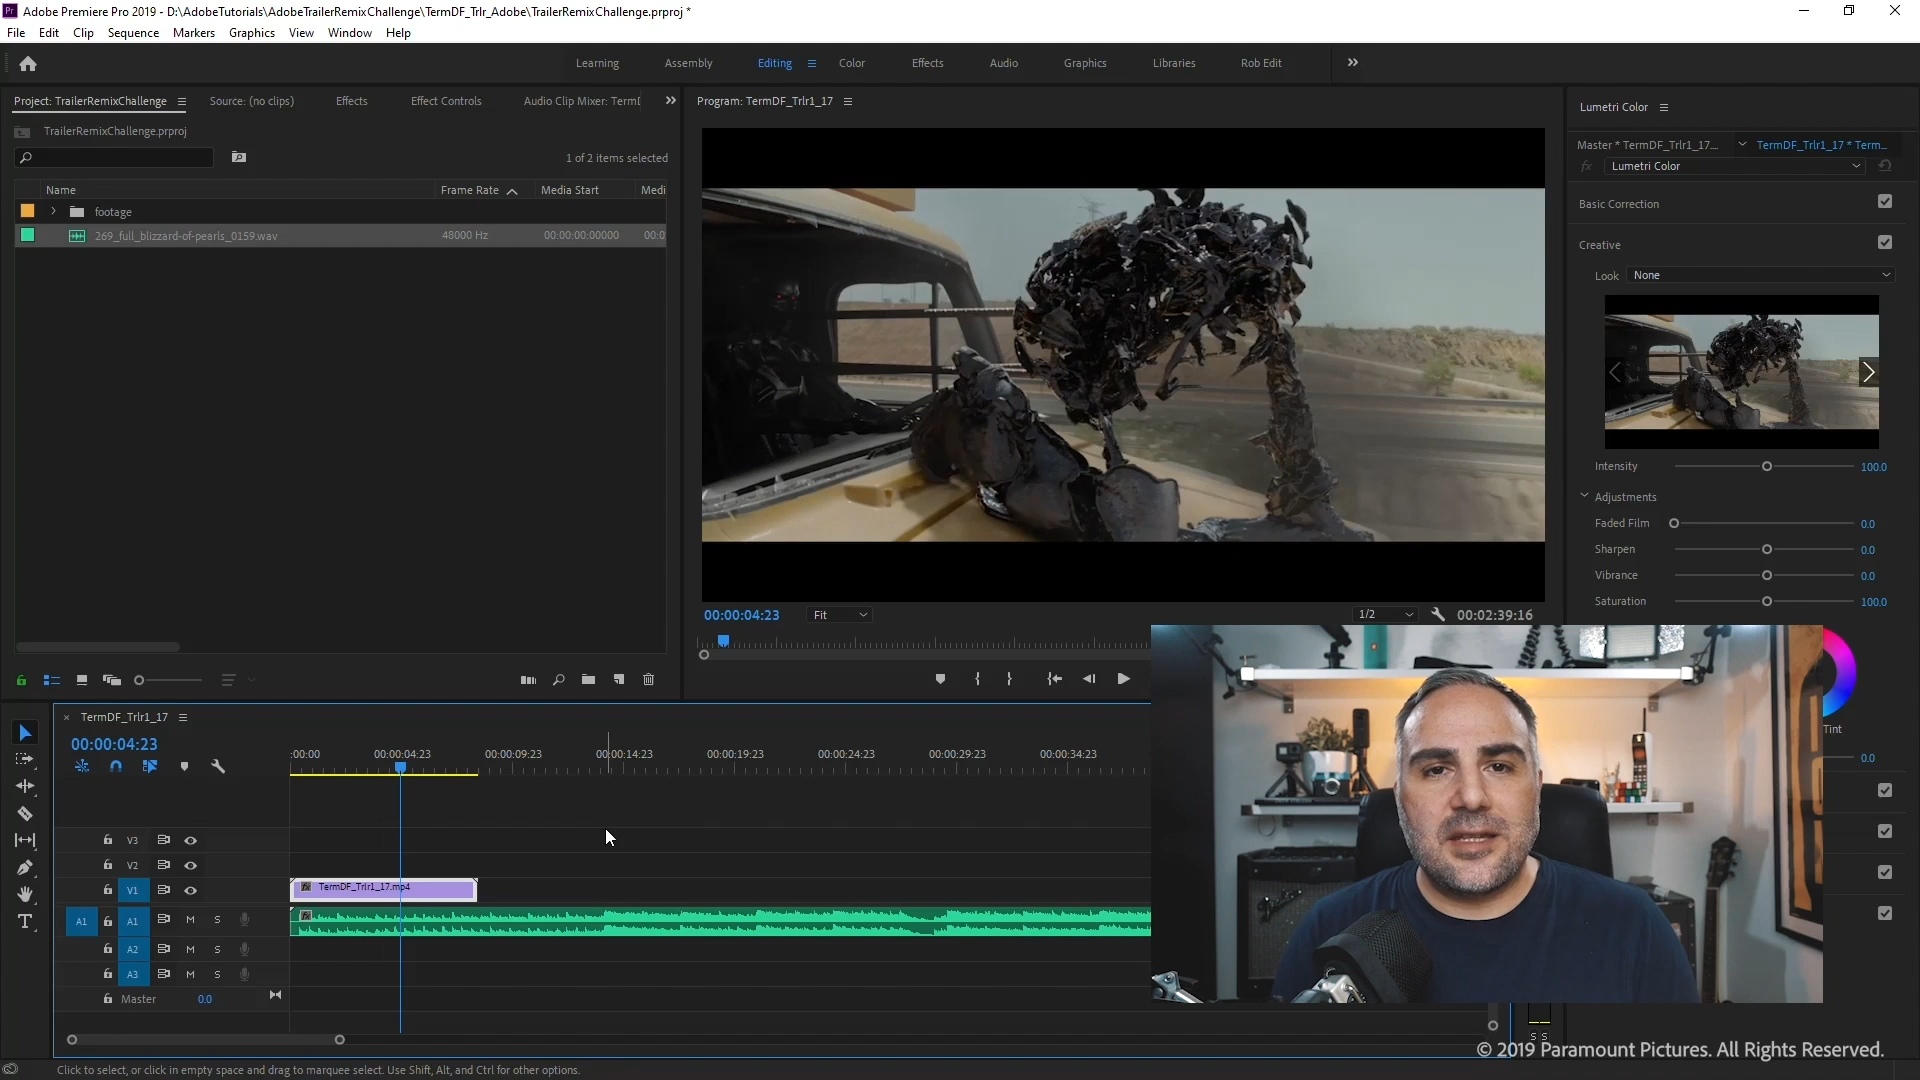 Pr Adobe Premiere Pro 2019 - D:\AdobeTutorials\AdobeTrailerRemixChallenge\TermDF_Trlr_Adobe\TrailerRemixChallenge.prproj *
File Edit Clip Sequence Markers Graphics View Window Help
Learning Assembly Editing Color Effects Audio Graphics Libraries Rob Edit
Project: TrailerRemixChallenge Source: (no clips) Effects Effect Controls Audio Clip Mixer: Term
Program: TermDF_Trlr1_17
Lumetri Color
TrailerRemixChallenge.prproj
Master * TermDF_Trlr1_17... TermDF_Trlr1_17 * Term...
fx Lumetri Color
1 of 2 items selected
Name Frame Rate Media Start Medi
footage
269_full_blizzard-of-pearls_0159.wav 48000 Hz 00:00:00:00000 00:0
Basic Correction
Creative
Look None
Intensity 100.0
Adjustments
Faded Film 0.0
Sharpen 0.0
Vibrance 0.0
Saturation 100.0
Tint
0.0
00:00:04:23 Fit 1/2 00:02:39:16
TermDF_Trlr1_17
00:00:04:23
:00:00 00:00:04:23 00:00:09:23 00:00:14:23 00:00:19:23 00:00:24:23 00:00:29:23 00:00:34:23
V3
V2
V1 fx TermDF_Trlr1_17.mp4
A1 A1 M S fx
A2 M S
A3 M S
Master 0.0
S S
© 2019 Paramount Pictures. All Rights Reserved.
Click to select, or click in empty space and drag to marquee select. Use Shift, Alt, and Ctrl for other options.